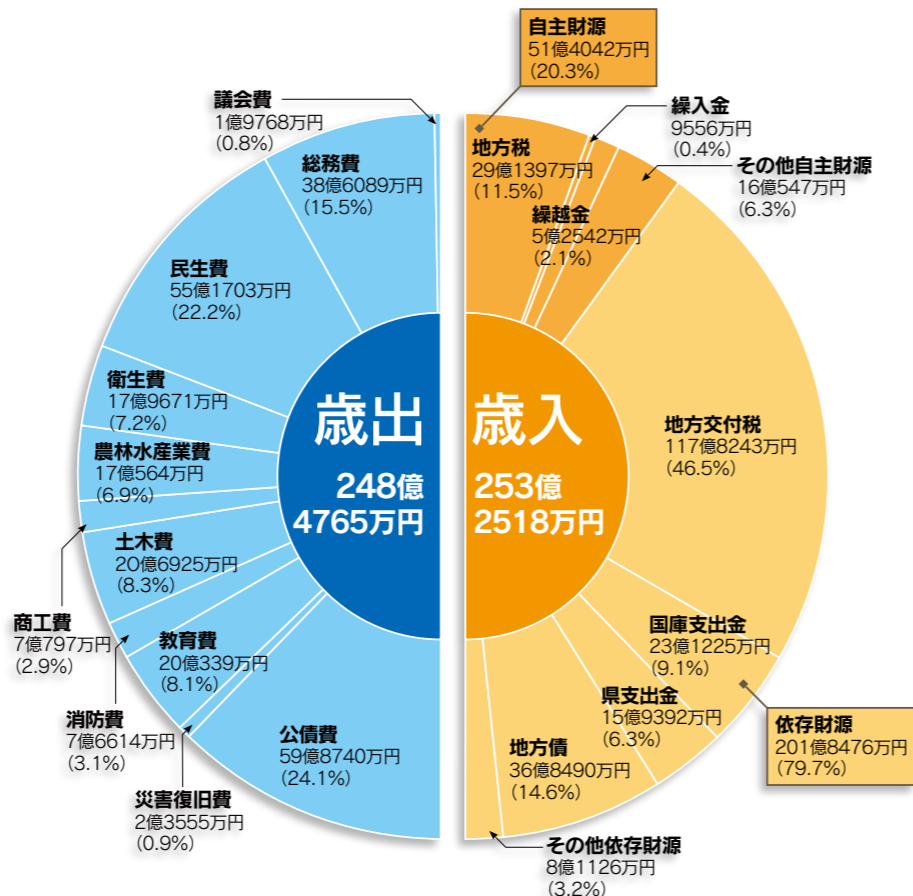 自主財源
51億4042万円
(20.3%)
議会費
1億9768万円
(0.8%)
総務費
38億6089万円
(15.5%)
民生費
55億1703万円
(22.2%)
衛生費
17億9671万円
(7.2%)
農林水産業費
17億564万円
(6.9%)
土木費
20億6925万円
(8.3%)
商工費
7億797万円
(2.9%)
教育費
20億339万円
(8.1%)
消防費
7億6614万円
(3.1%)
公債費
59億8740万円
(24.1%)
災害復旧費
2億3555万円
(0.9%)
歳出
248億
4765万円
歳入
253億
2518万円
地方税
29億1397万円
(11.5%)
繰入金
9556万円
(0.4%)
繰越金
5億2542万円
(2.1%)
その他自主財源
16億547万円
(6.3%)
地方交付税
117億8243万円
(46.5%)
国庫支出金
23億1225万円
(9.1%)
県支出金
15億9392万円
(6.3%)
依存財源
201億8476万円
(79.7%)
地方債
36億8490万円
(14.6%)
その他依存財源
8億1126万円
(3.2%)